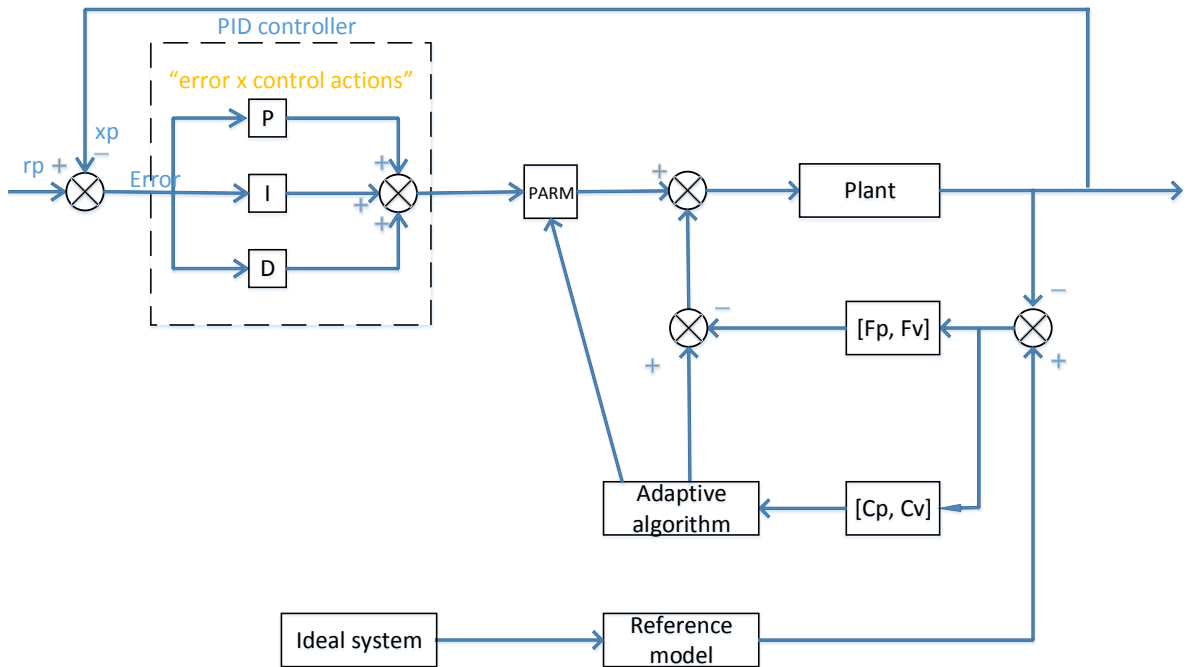 PID controller
“error x control actions”
P
xp
+
−
rp
Error
I
+
+
+
PARM
+
Plant
D
−
−
[Fp, Fv]
+
+
Adaptive
algorithm
[Cp, Cv]
Ideal system
Reference
model